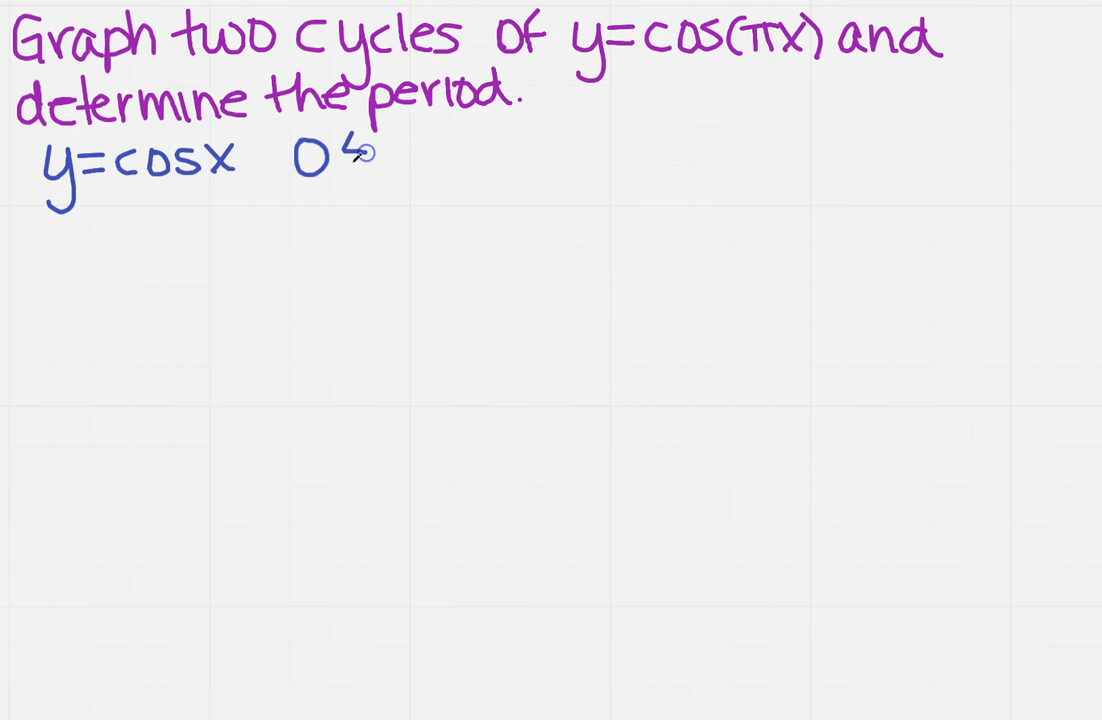 Graph two cycles of y=cos(πx) and
determine the period.
y=cosx 0